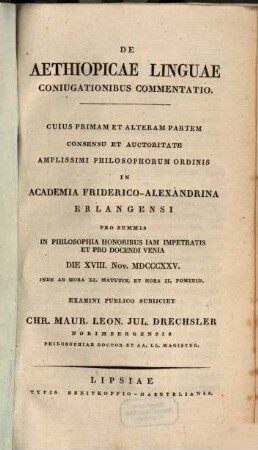 DE
AETHIOPICAE LINGUAE
CONIUGATIONIBUS COMMENTATIO.
CUIUS PRIMAM ET ALTERAM PARTEM
CONSENSU ET AUCTORITATE
AMPLISSIMI PHILOSOPHORUM ORDINIS
IN
ACADEMIA FRIDERICO-ALEXANDRINA
ERLANGENSI
PRO SUMMIS
IN PHILOSOPHIA HONORIBUS IAM IMPETRATIS
ET PRO DOCENDI VENIA
DIE XVIII. Nov. MDCCCXXV.
INDE AB HORA XI. MATUTIN. ET HORA II. POMERID.
EXAMINI PUBLICO SUBIICIET
CHR. MAUR. LEON. JUL. DRECHSLER
NORIMBERGENSIS
PHILOSOPHIAE DOCTOR ET AA. LL. MAGISTER.
LIPSIAE
TYPIS BREITKOPFIO-HAERTELIANIS.